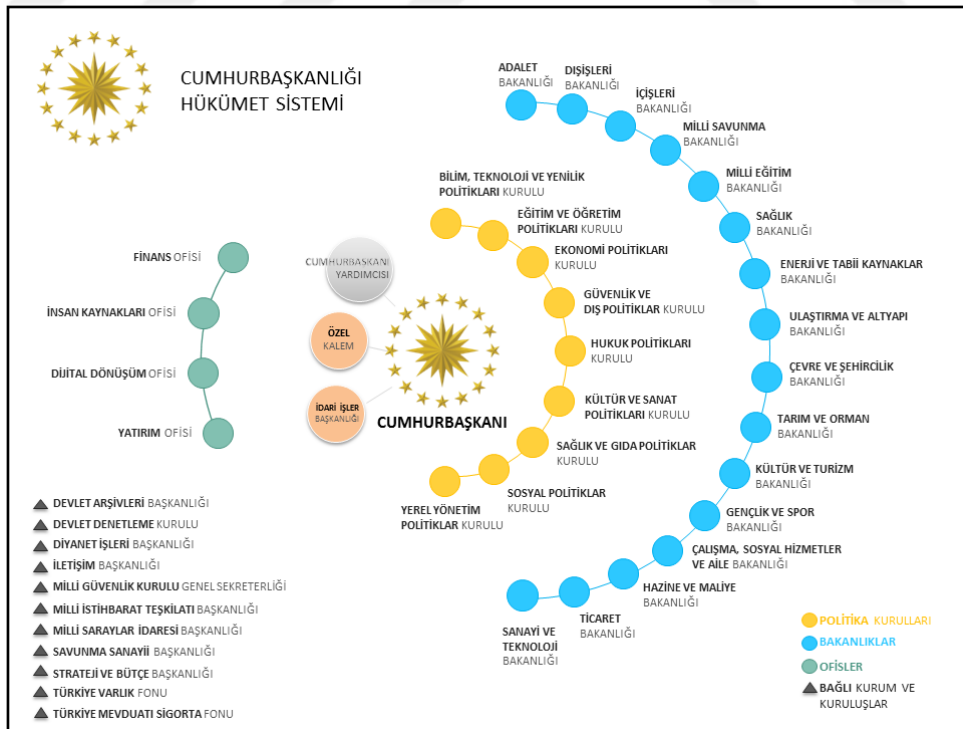 CUMHURBAŞKANLIĞI
HÜKÜMET SİSTEMİ
ADALET
BAKANLIĞI
DIŞİŞLERİ
BAKANLIĞI
İÇİŞLERİ
BAKANLIĞI
MİLLİ SAVUNMA
BAKANLIĞI
MİLLİ EĞİTİM
BAKANLIĞI
SAĞLIK
BAKANLIĞI
ENERJİ VE TABİİ KAYNAKLAR
BAKANLIĞI
ULAŞTIRMA VE ALTYAPI
BAKANLIĞI
ÇEVRE VE ŞEHİRCİLİK
BAKANLIĞI
TARIM VE ORMAN
BAKANLIĞI
KÜLTÜR VE TURİZM
BAKANLIĞI
GENÇLİK VE SPOR
BAKANLIĞI
ÇALIŞMA, SOSYAL HİZMETLER
VE AİLE BAKANLIĞI
HAZİNE VE MALİYE
BAKANLIĞI
TİCARET
BAKANLIĞI
SANAYİ VE
TEKNOLOJİ
BAKANLIĞI
BİLİM, TEKNOLOJİ VE YENİLİK
POLİTİKLARI KURULU
EĞİTİM VE ÖĞRETİM
POLİTİKLARI KURULU
EKONOMİ POLİTİKLARI
KURULU
GÜVENLİK VE
DIŞ POLİTİKLAR KURULU
HUKUK POLİTİKLARI
KURULU
KÜLTÜR VE SANAT
POLİTİKLARI KURULU
SAĞLIK VE GIDA POLİTİKLAR
KURULU
SOSYAL POLİTİKLAR
KURULU
YEREL YÖNETİM
POLİTİKLAR KURULU
CUMHURBAŞKANI
YARDIMCISI
ÖZEL
KALEM
İDARİ İŞLER
BAŞKANLIĞI
CUMHURBAŞKANI
FİNANS OFİSİ
İNSAN KAYNAKLARI OFİSİ
DİJİTAL DÖNÜŞÜM OFİSİ
YATIRIM OFİSİ
DEVLET ARŞİVLERİ BAŞKANLIĞI
DEVLET DENETLEME KURULU
DİYANET İŞLERİ BAŞKANLIĞI
İLETİŞİM BAŞKANLIĞI
MİLLİ GÜVENLİK KURULU GENEL SEKRETERLİĞİ
MİLLİ İSTİHBARAT TEŞKİLATI BAŞKANLIĞI
MİLLİ SARAYLAR İDARESİ BAŞKANLIĞI
SAVUNMA SANAYİİ BAŞKANLIĞI
STRATEJİ VE BÜTÇE BAŞKANLIĞI
TÜRKİYE VARLIK FONU
TÜRKİYE MEVDUATI SİGORTA FONU
POLİTİKA KURULLARI
BAKANLIKLAR
OFİSLER
BAĞLI KURUM VE
KURULUŞLAR